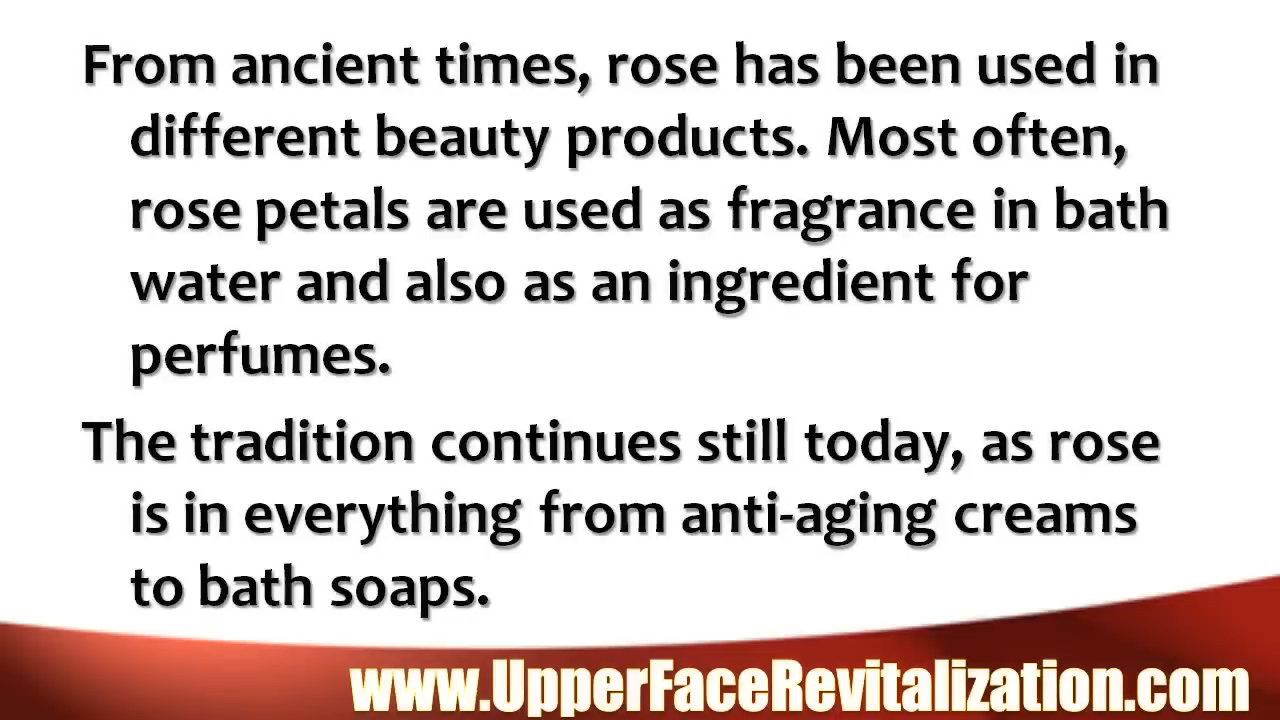 From ancient times, rose has been used in
different beauty products. Most often,
rose petals are used as fragrance in bath
water and also as an ingredient for
perfumes.
The tradition continues still today, as rose
is in everything from anti-aging creams
to bath soaps.
www.UpperFaceRevitalization.com